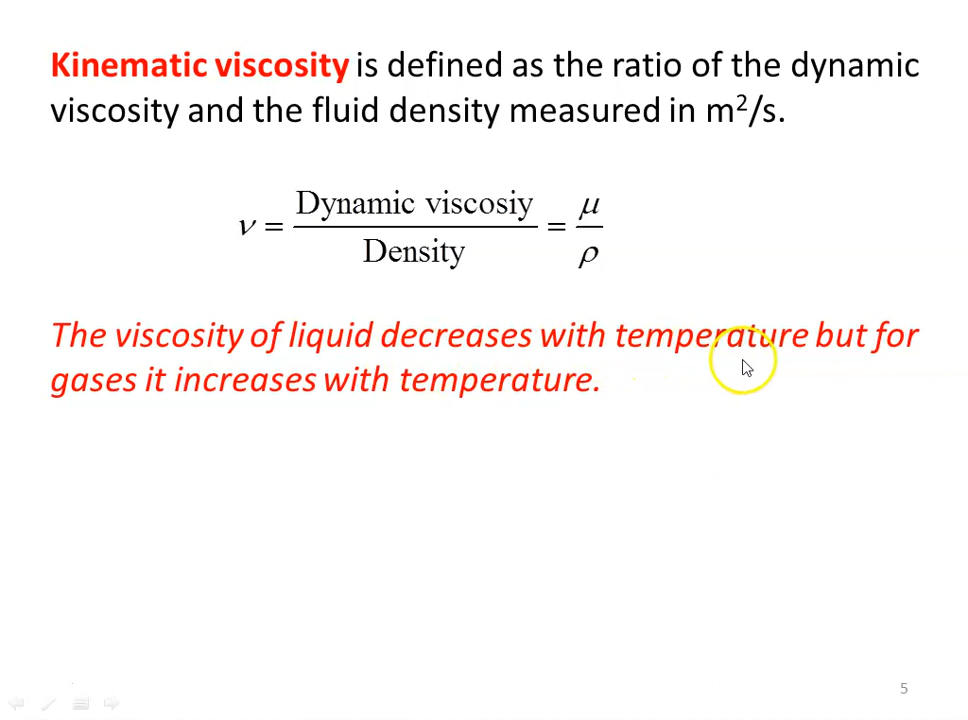 Kinematic viscosity is defined as the ratio of the dynamic
viscosity and the fluid density measured in m²/s.
ν = Dynamic viscosiy / Density = μ / ρ
The viscosity of liquid decreases with temperature but for
gases it increases with temperature.
5